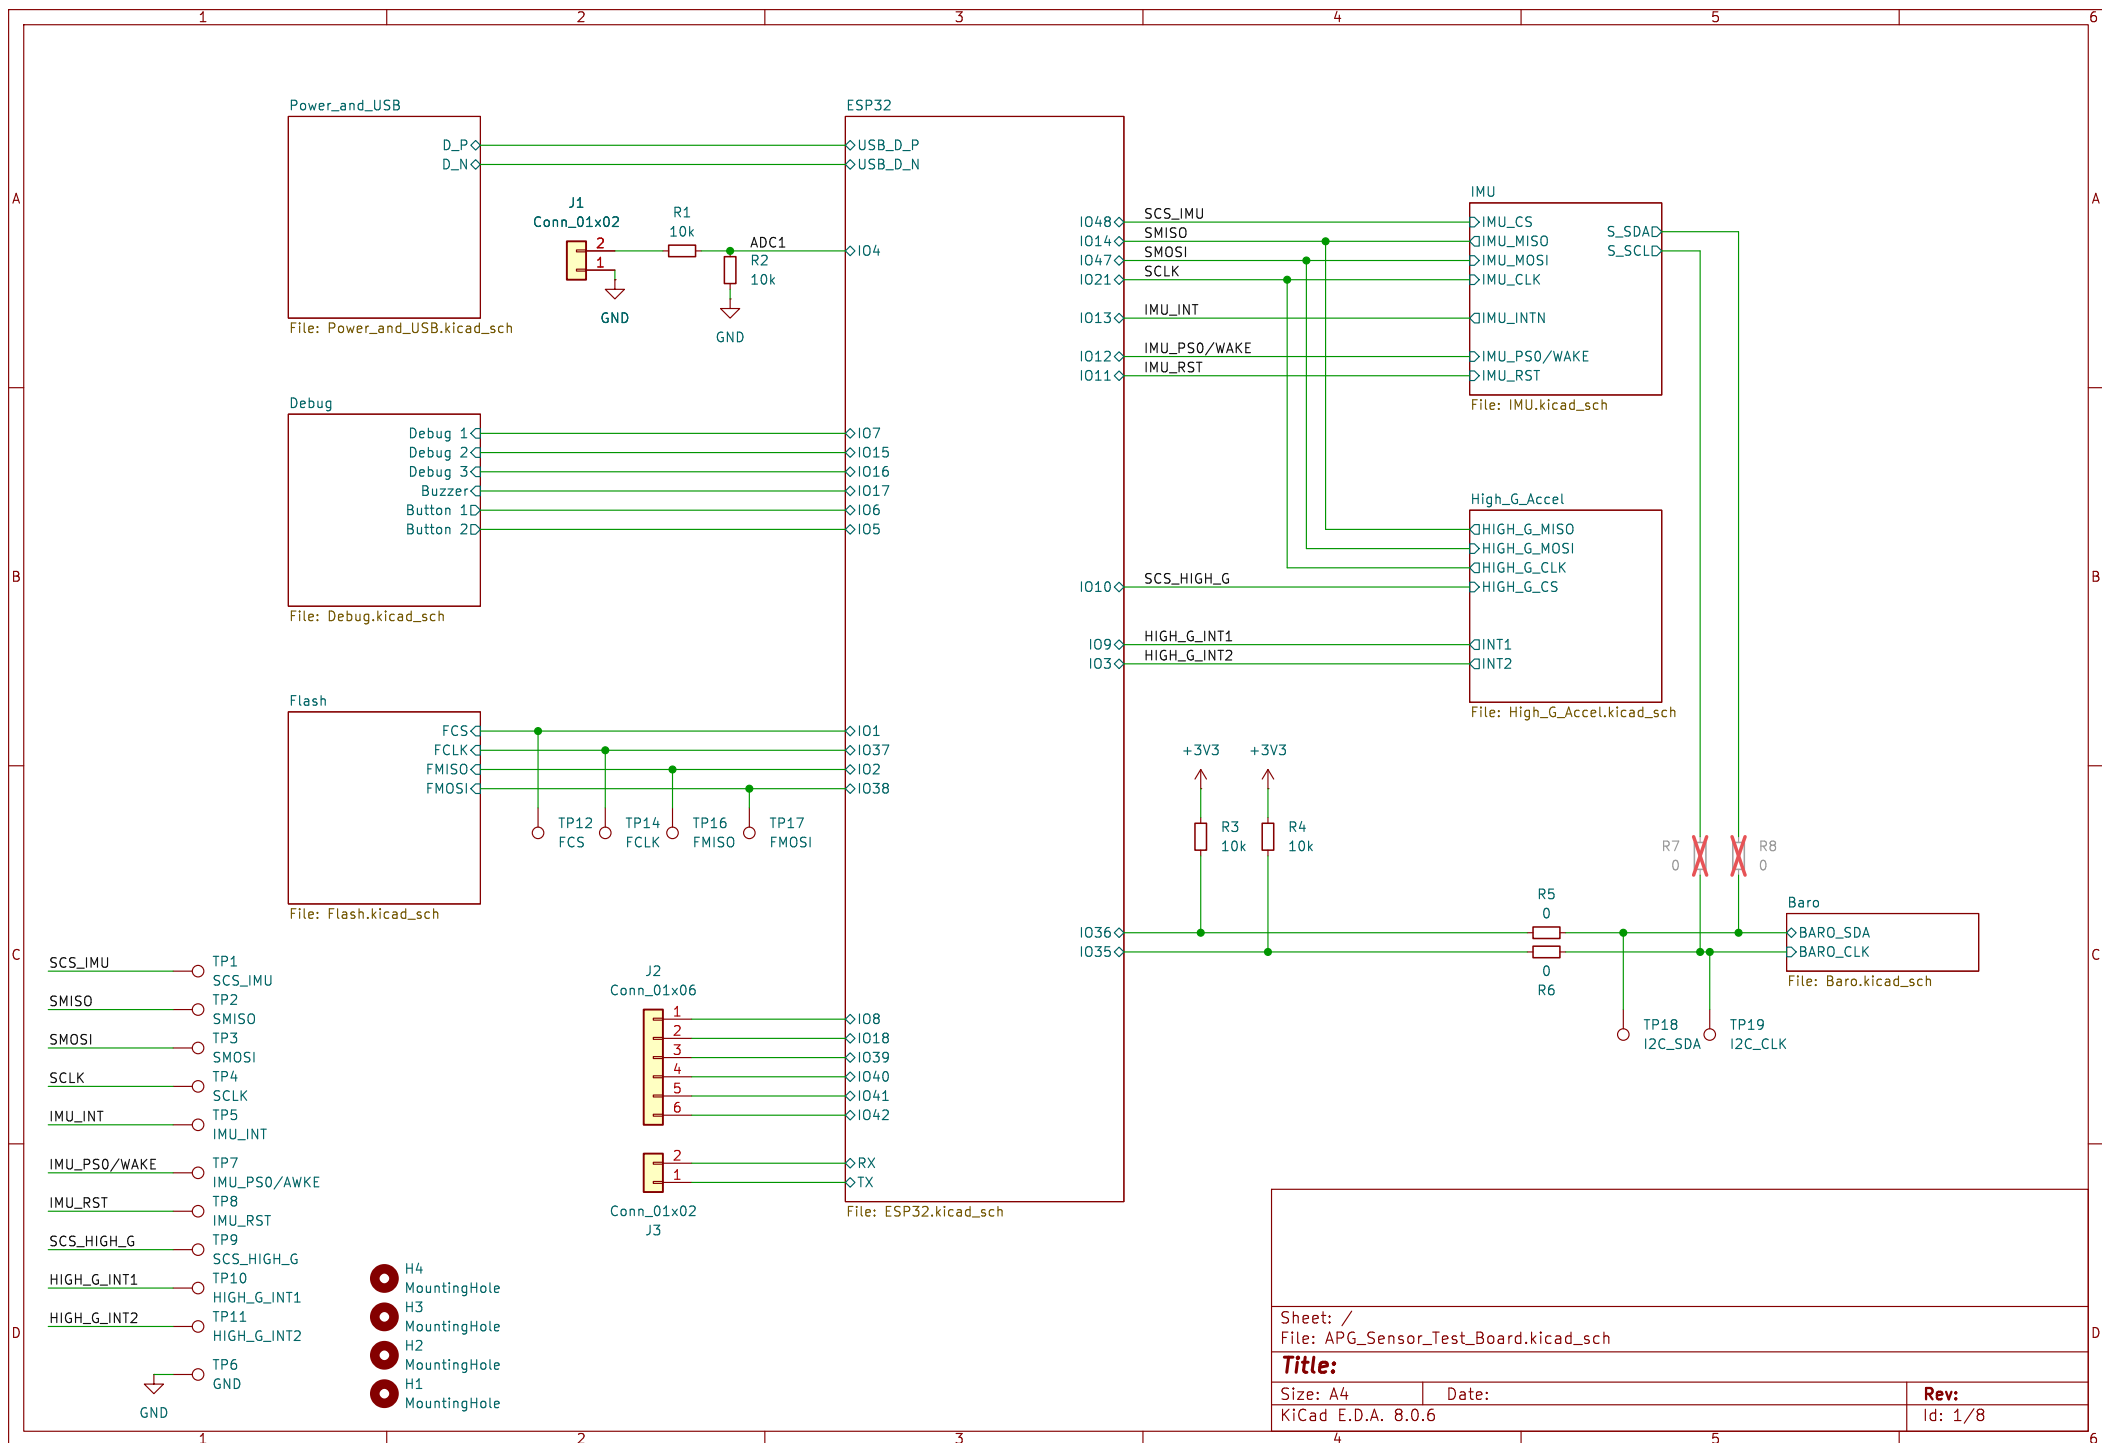 1 2 3 4 5 6
A
B
C
D
A
B
C
D
1 2 3 4 5 6
Power_and_USB
D_P
D_N
File: Power_and_USB.kicad_sch
J1
Conn_01x02
2
1
GND
R1
10k
ADC1
R2
10k
GND
Debug
Debug 1
Debug 2
Debug 3
Buzzer
Button 1
Button 2
File: Debug.kicad_sch
Flash
FCS
FCLK
FMISO
FMOSI
File: Flash.kicad_sch
TP12
FCS
TP14
FCLK
TP16
FMISO
TP17
FMOSI
ESP32
USB_D_P
USB_D_N
IO4
IO7
IO15
IO16
IO17
IO6
IO5
IO1
IO37
IO2
IO38
IO8
IO18
IO39
IO40
IO41
IO42
RX
TX
IO48
IO14
IO47
IO21
IO13
IO12
IO11
IO10
IO9
IO3
IO36
IO35
File: ESP32.kicad_sch
J2
Conn_01x06
1
2
3
4
5
6
2
1
Conn_01x02
J3
SCS_IMU
SMISO
SMOSI
SCLK
IMU_INT
IMU_PS0/WAKE
IMU_RST
SCS_HIGH_G
HIGH_G_INT1
HIGH_G_INT2
IMU
IMU_CS
IMU_MISO
IMU_MOSI
IMU_CLK
IMU_INTN
IMU_PS0/WAKE
IMU_RST
S_SDA
S_SCL
File: IMU.kicad_sch
High_G_Accel
HIGH_G_MISO
HIGH_G_MOSI
HIGH_G_CLK
HIGH_G_CS
INT1
INT2
File: High_G_Accel.kicad_sch
+3V3
+3V3
R3
10k
R4
10k
R5
0
0
R6
R7
0
R8
0
Baro
BARO_SDA
BARO_CLK
File: Baro.kicad_sch
TP18
I2C_SDA
TP19
I2C_CLK
SCS_IMU
TP1
SCS_IMU
SMISO
TP2
SMISO
SMOSI
TP3
SMOSI
SCLK
TP4
SCLK
IMU_INT
TP5
IMU_INT
IMU_PS0/WAKE
TP7
IMU_PS0/AWKE
IMU_RST
TP8
IMU_RST
SCS_HIGH_G
TP9
SCS_HIGH_G
HIGH_G_INT1
TP10
HIGH_G_INT1
HIGH_G_INT2
TP11
HIGH_G_INT2
TP6
GND
GND
H4
MountingHole
H3
MountingHole
H2
MountingHole
H1
MountingHole
Sheet: /
File: APG_Sensor_Test_Board.kicad_sch
Title:
Size: A4 Date: Rev:
KiCad E.D.A. 8.0.6 Id: 1/8